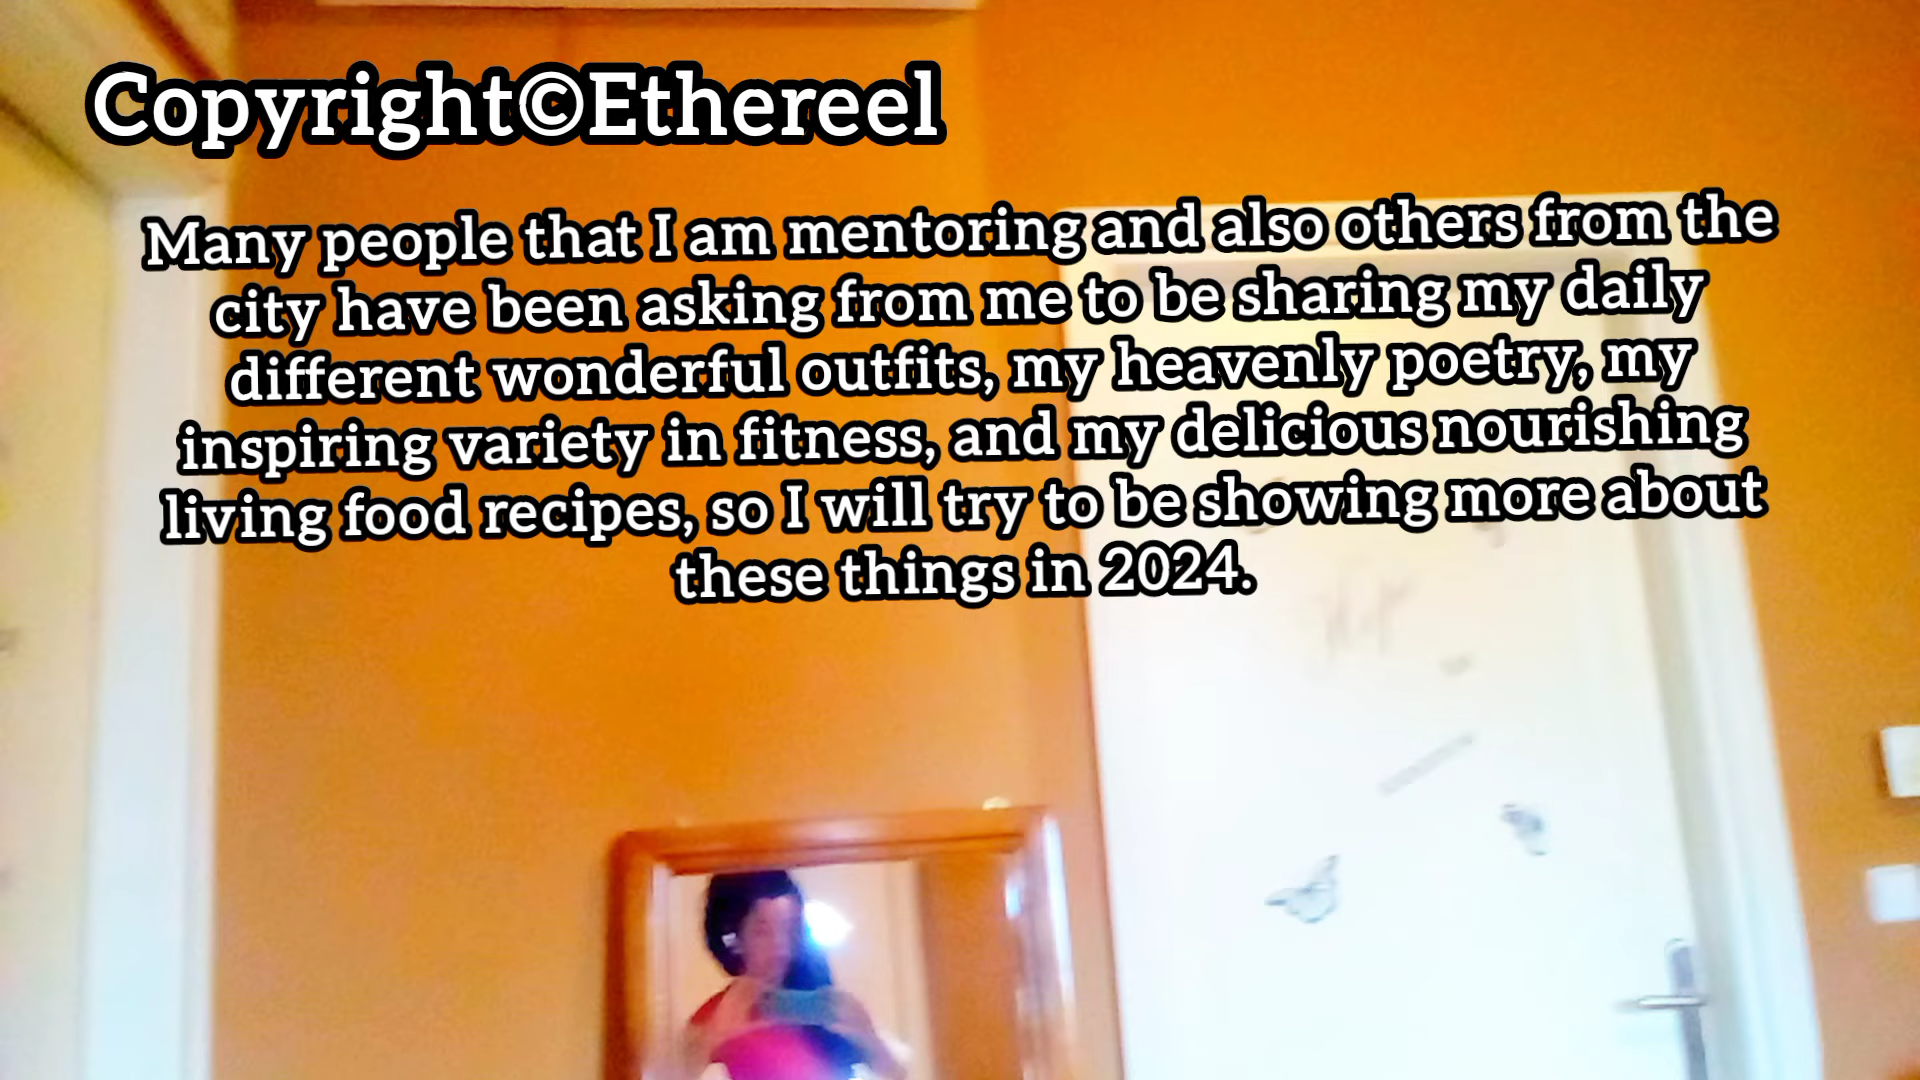 Copyright©Ethereel
Many people that I am mentoring and also others from the
city have been asking from me to be sharing my daily
different wonderful outfits, my heavenly poetry, my
inspiring variety in fitness, and my delicious nourishing
living food recipes, so I will try to be showing more about
these things in 2024.